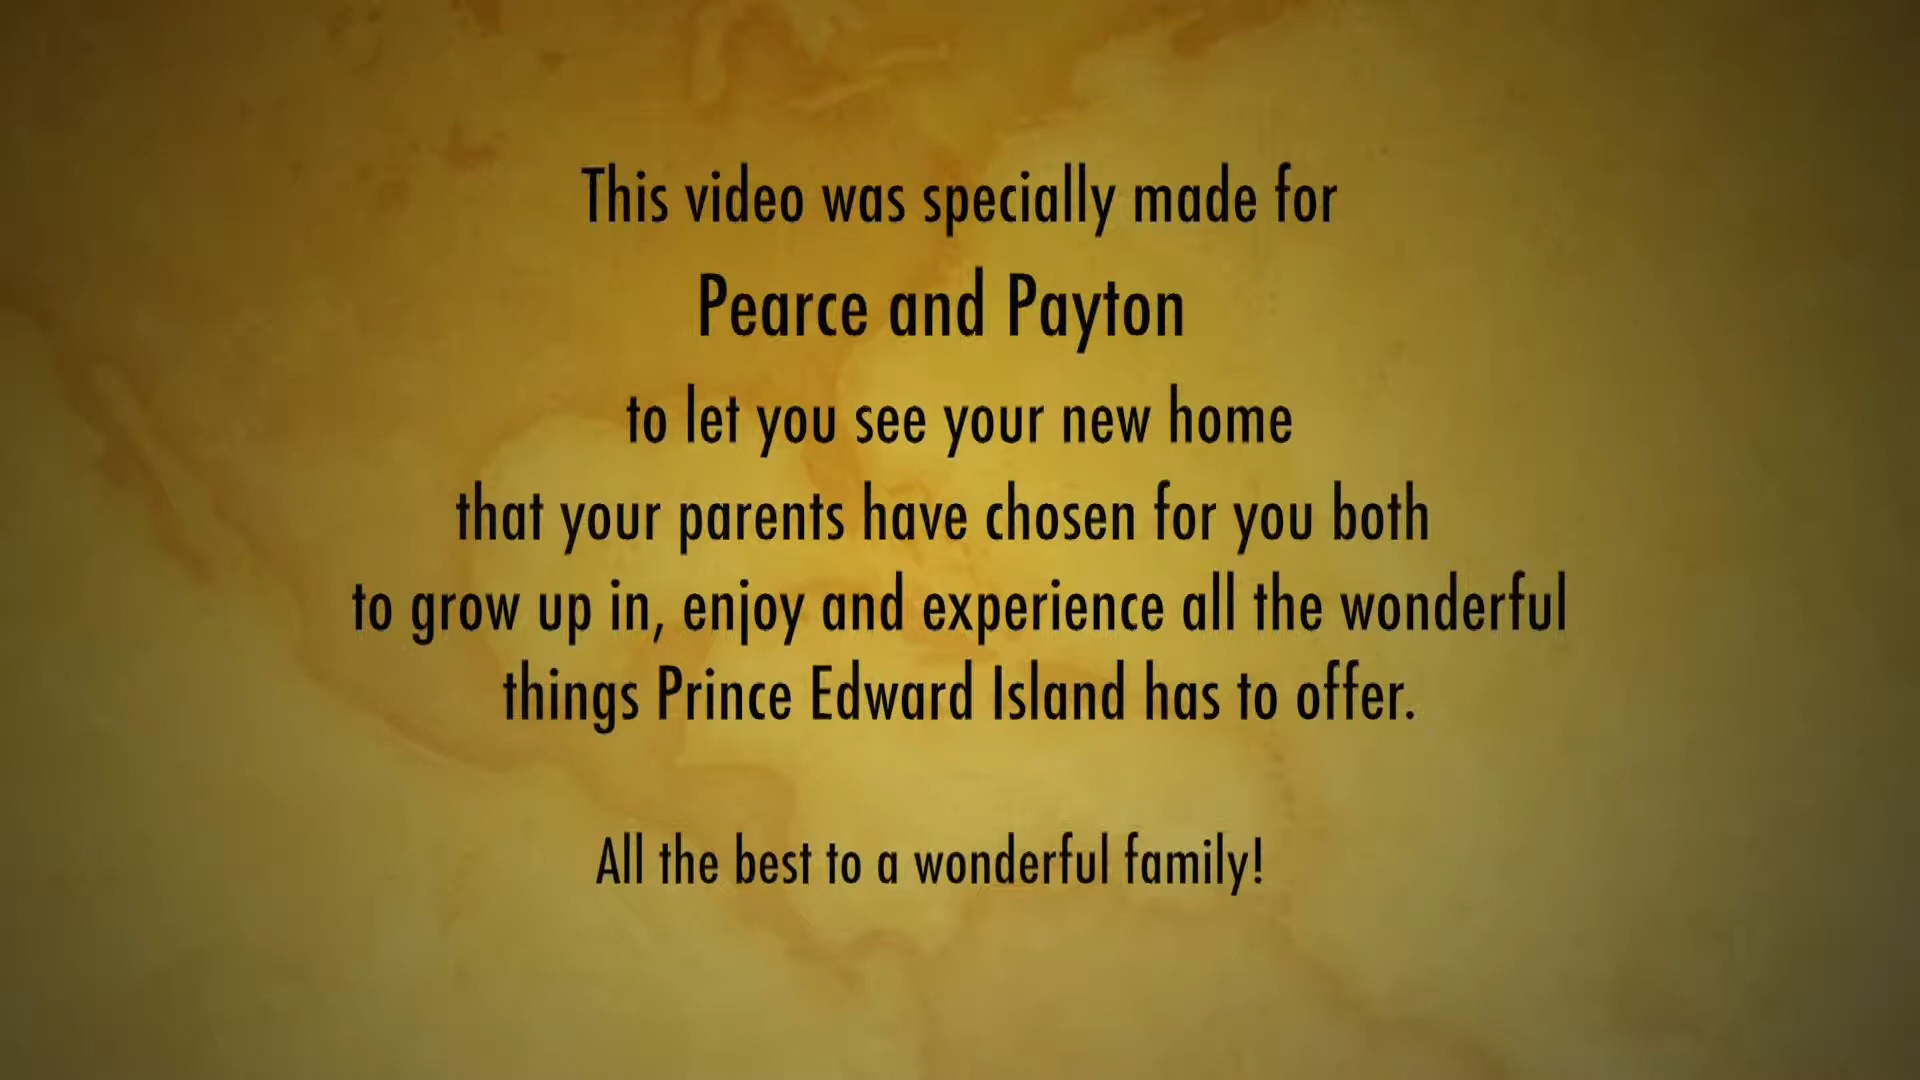 This video was specially made for
Pearce and Payton
to let you see your new home
that your parents have chosen for you both
to grow up in, enjoy and experience all the wonderful
things Prince Edward Island has to offer.
All the best to a wonderful family!